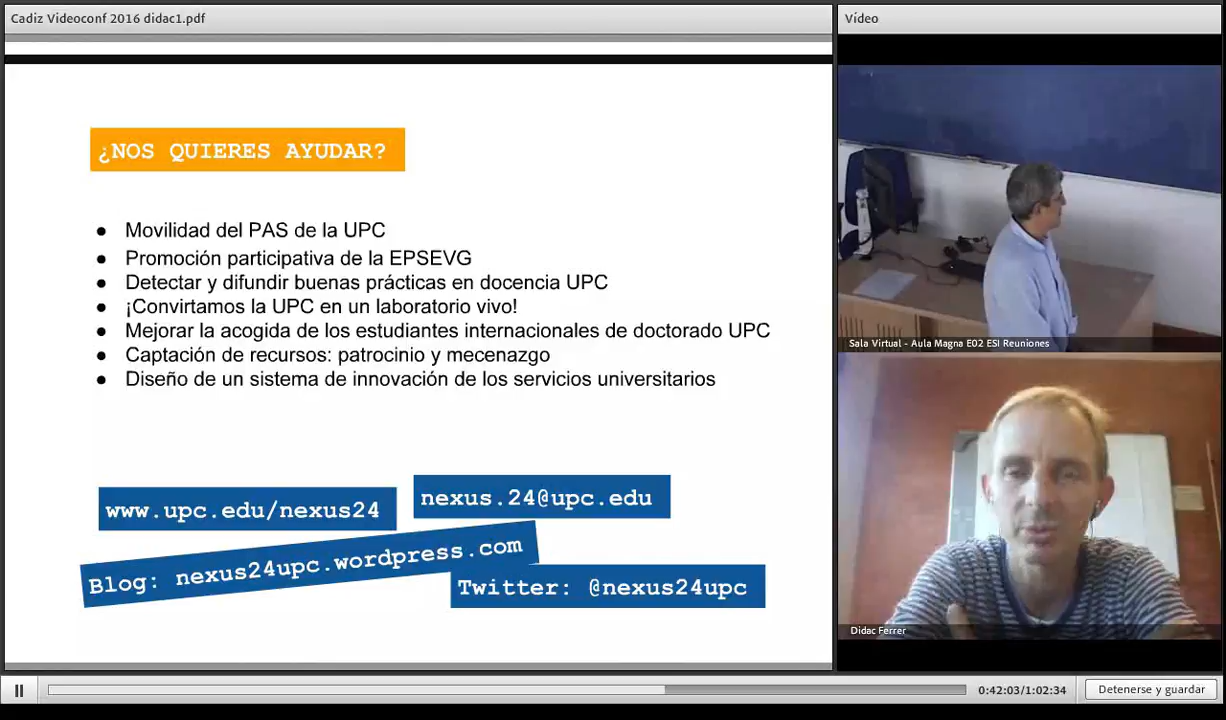 Cadiz Videoconf 2016 didac1.pdf
Vídeo
¿NOS QUIERES AYUDAR?
● Movilidad del PAS de la UPC
● Promoción participativa de la EPSEVG
● Detectar y difundir buenas prácticas en docencia UPC
● ¡Convirtamos la UPC en un laboratorio vivo!
● Mejorar la acogida de los estudiantes internacionales de doctorado UPC
● Captación de recursos: patrocinio y mecenazgo
● Diseño de un sistema de innovación de los servicios universitarios
www.upc.edu/nexus24
nexus.24@upc.edu
Blog: nexus24upc.wordpress.com
Twitter: @nexus24upc
Sala Virtual - Aula Magna E02 ESI Reuniones
Didac Ferrer
0:42:03/1:02:34
Detenerse y guardar